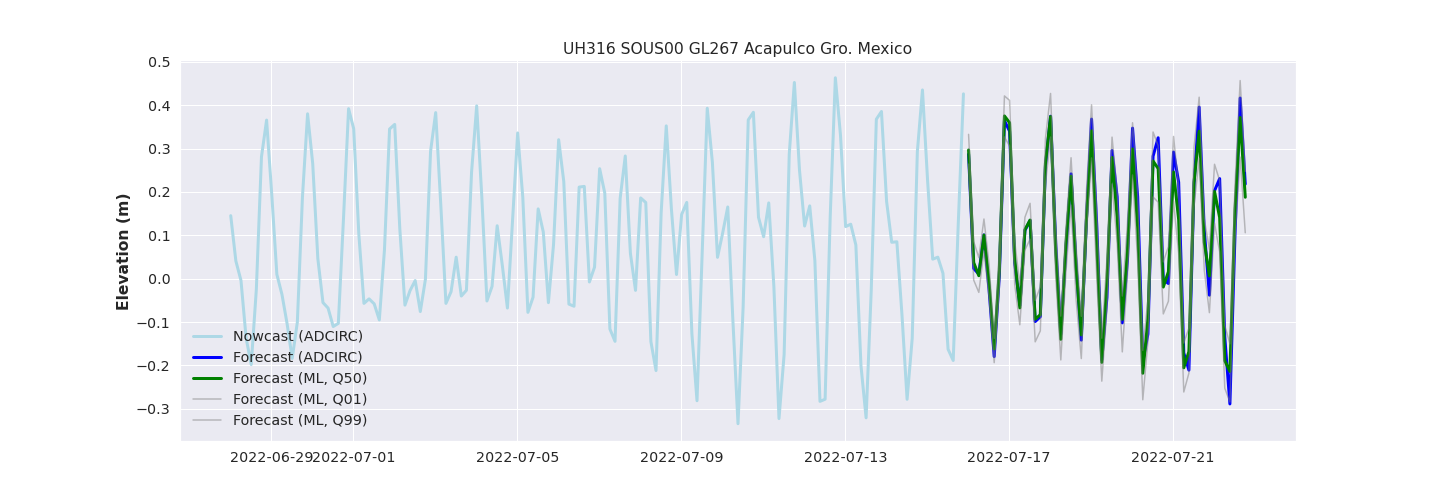 UH316 SOUS00 GL267 Acapulco Gro. Mexico
Elevation (m)
0.5
0.4
0.3
0.2
0.1
0.0
−0.1
−0.2
−0.3
Nowcast (ADCIRC)
Forecast (ADCIRC)
Forecast (ML, Q50)
Forecast (ML, Q01)
Forecast (ML, Q99)
2022-06-29 2022-07-01 2022-07-05 2022-07-09 2022-07-13 2022-07-17 2022-07-21